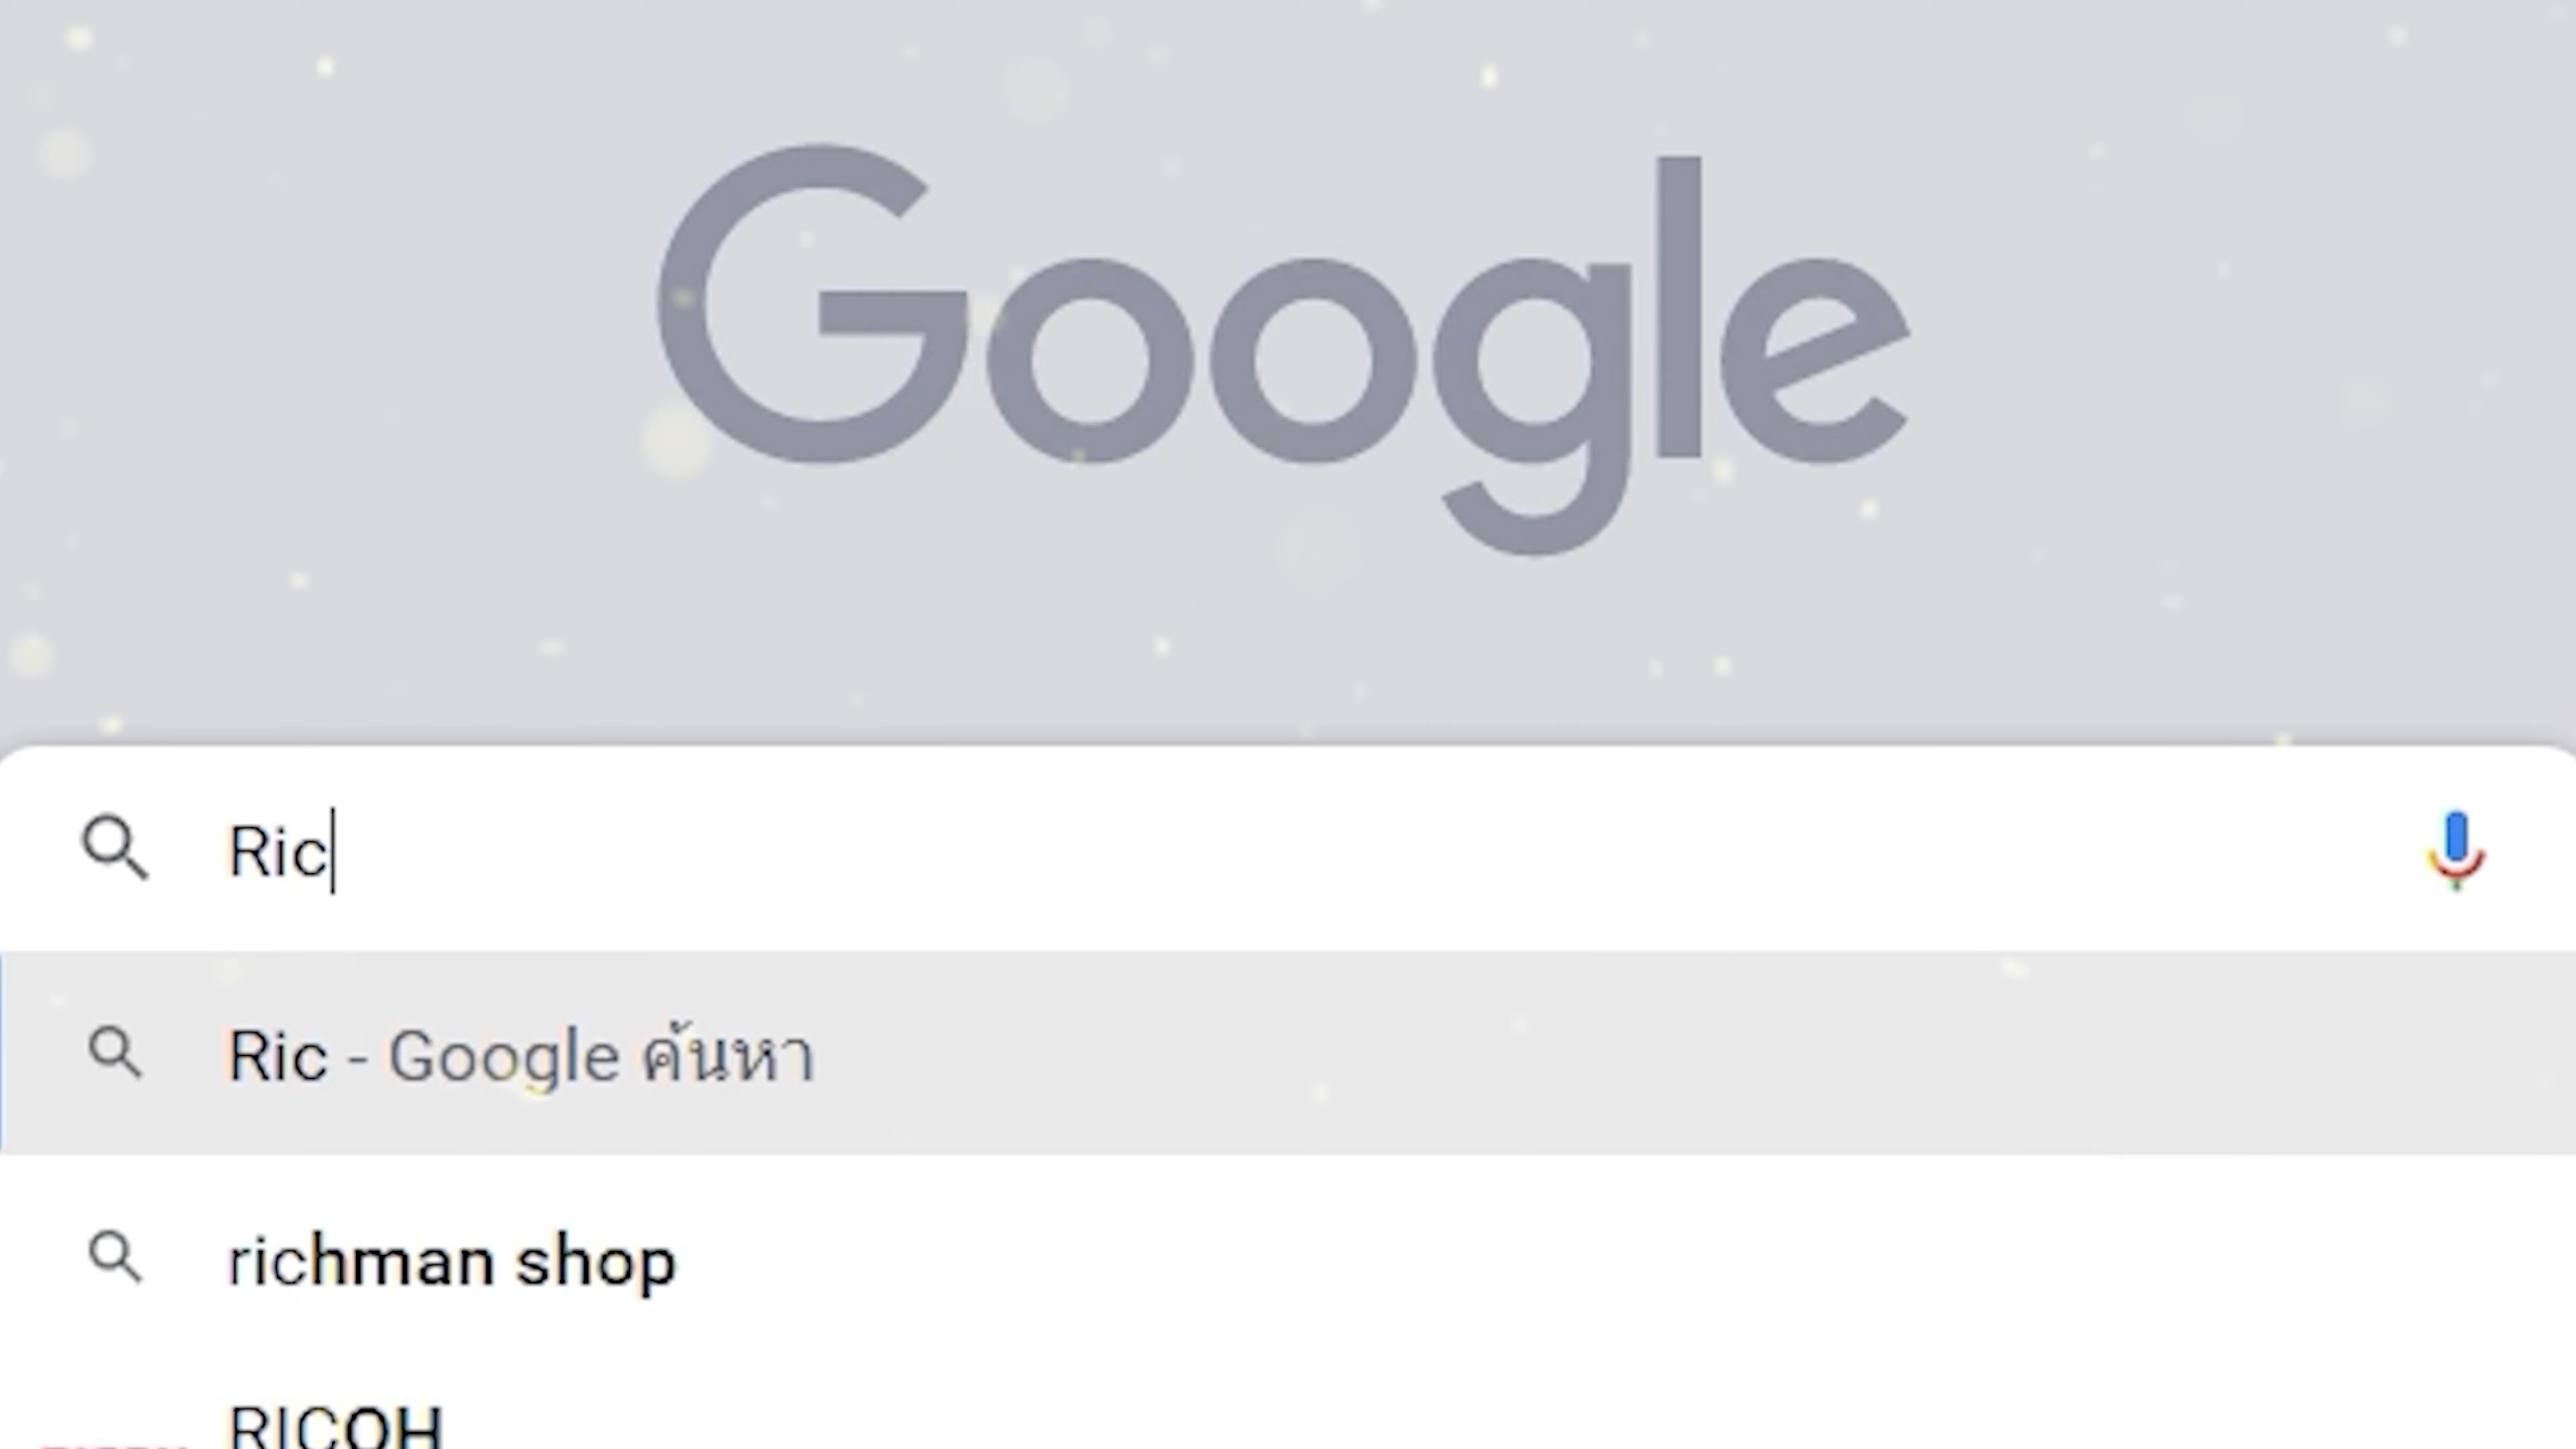 Google
Ric
Ric - Google ค้นหา
richman shop
RICOH